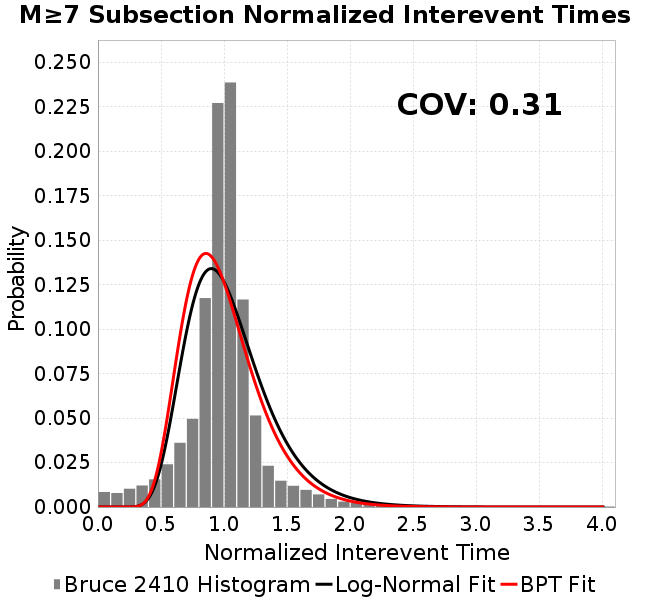 M≥7 Subsection Normalized Interevent Times
COV: 0.31
Probability
0.250
0.225
0.200
0.175
0.150
0.125
0.100
0.075
0.050
0.025
0.000
0.0 0.5 1.0 1.5 2.0 2.5 3.0 3.5 4.0
Normalized Interevent Time
Bruce 2410 Histogram Log-Normal Fit BPT Fit